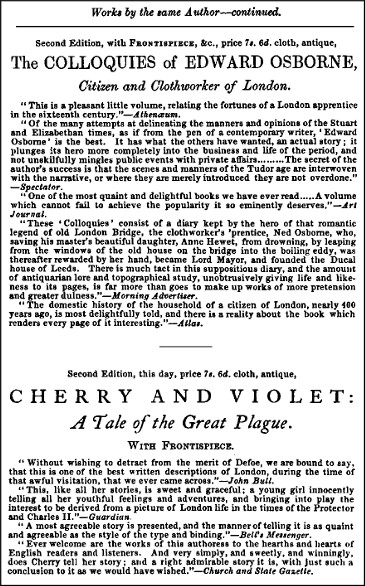 Works by the same Author—continued.
Second Edition, with Frontispiece, &c., price 7s. 6d. cloth, antique,
The COLLOQUIES of EDWARD OSBORNE,
Citizen and Clothworker of London.
"This is a pleasant little volume, relating the fortunes of a London apprentice
in the sixteenth century."—Athenæum.
"Of the many attempts at delineating the manners and opinions of the Stuart
and Elizabethan times, as if from the pen of a contemporary writer, 'Edward
Osborne' is the best. It has what the others have wanted, an actual story; it
plunges its hero more completely into the business and life of the period, and
not unskilfully mingles public events with private affairs.........The secret of the
author's success is that the scenes and manners of the Tudor age are interwoven
with the narrative, or where they are merely introduced they are not overdone."
—Spectator.
"One of the most quaint and delightful books we have ever read.....A volume
which cannot fail to achieve the popularity it so eminently deserves."—Art
Journal.
"These 'Colloquies' consist of a diary kept by the hero of that romantic
legend of old London Bridge, the clothworker's 'prentice, Ned Osborne, who,
saving his master's beautiful daughter, Anne Hewet, from drowning, by leaping
from the windows of the old house on the bridge into the boiling eddy, was
thereafter rewarded by her hand, became Lord Mayor, and founded the Ducal
house of Leeds. There is much tact in this suppositious diary, and the amount
of antiquarian lore and topographical study, unobtrusively giving life and like-
ness to its pages, is far more than goes to make up works of more pretension
and greater dulness."—Morning Advertiser.
"The domestic history of the household of a citizen of London, nearly 400
years ago, is most delightfully told, and there is a reality about the book which
renders every page of it interesting."—Atlas.
Second Edition, this day, price 7s. 6d. cloth, antique,
CHERRY AND VIOLET:
A Tale of the Great Plague.
With Frontispiece.
"Without wishing to detract from the merit of Defoe, we are bound to say,
that this is one of the best written descriptions of London, during the time of
that awful visitation, that we ever came across."—John Bull.
"This, like all her stories, is sweet and graceful; a young girl innocently
telling all her youthful feelings and adventures, and bringing into play the
interest to be derived from a picture of London life in the times of the Protector
and Charles II."—Guardian.
"A most agreeable story is presented, and the manner of telling it is as quaint
and agreeable as the style of the type and binding."—Bell's Messenger.
"Ever welcome are the works of this authoress to the hearths and hearts of
English readers and listeners. And very simply, and sweetly, and winningly,
does Cherry tell her story; and a right admirable story it is, with just such a
conclusion to it as we would have wished."—Church and State Gazette.